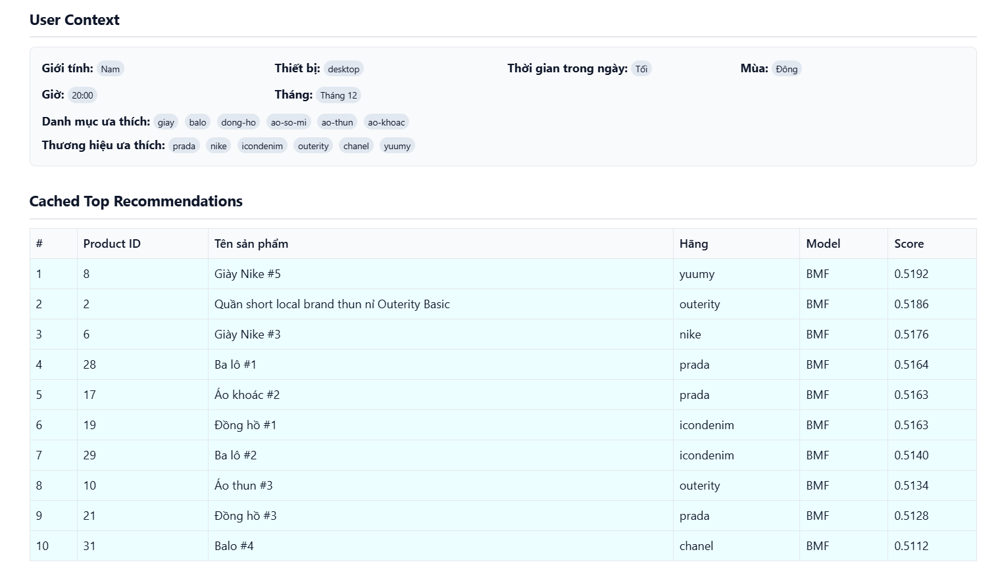 User Context
Giới tính: Nam Thiết bị: desktop Thời gian trong ngày: Tối Mùa: Đông
Giờ: 20:00 Tháng: Tháng 12
Danh mục ưa thích: giay balo dong-ho ao-so-mi ao-thun ao-khoac
Thương hiệu ưa thích: prada nike icondenim outerity chanel yuumy
Cached Top Recommendations
# Product ID Tên sản phẩm Hãng Model Score
1 8 Giày Nike #5 yuumy BMF 0.5192
2 2 Quần short local brand thun nỉ Outerity Basic outerity BMF 0.5186
3 6 Giày Nike #3 nike BMF 0.5176
4 28 Ba lô #1 prada BMF 0.5164
5 17 Áo khoác #2 prada BMF 0.5163
6 19 Đồng hồ #1 icondenim BMF 0.5163
7 29 Ba lô #2 icondenim BMF 0.5140
8 10 Áo thun #3 outerity BMF 0.5134
9 21 Đồng hồ #3 prada BMF 0.5128
10 31 Balo #4 chanel BMF 0.5112